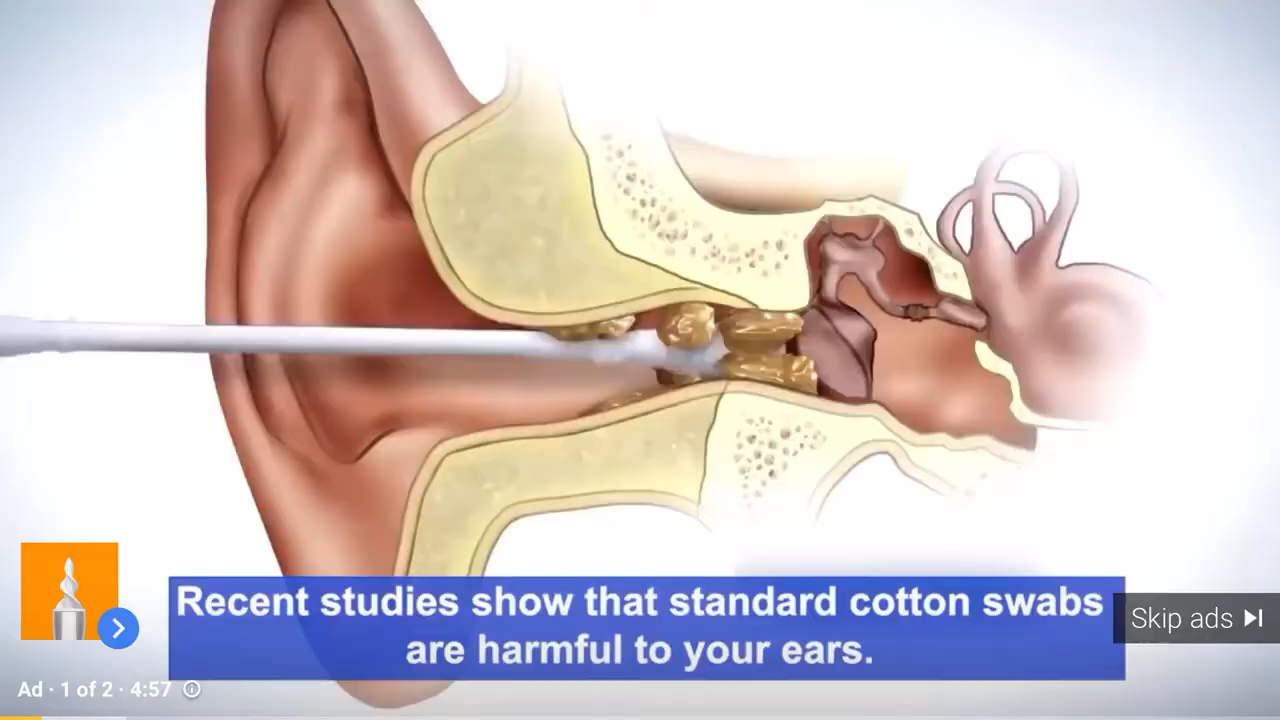 Recent studies show that standard cotton swabs
are harmful to your ears.
Skip ads
Ad · 1 of 2 · 4:57